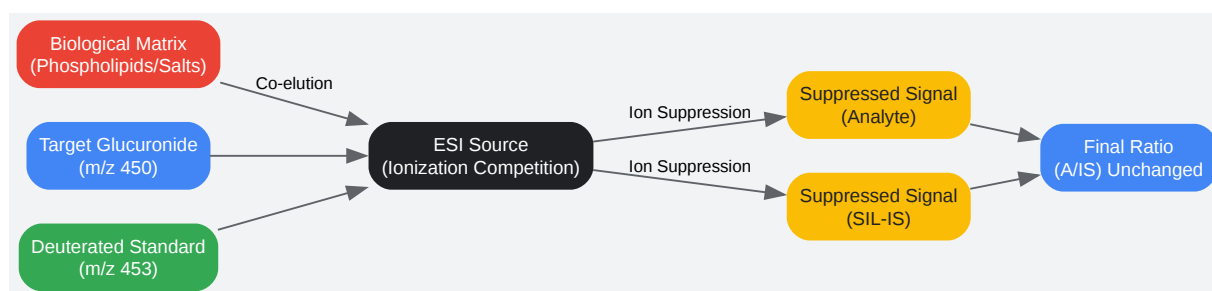 Biological Matrix
(Phospholipids/Salts)
Co-elution
Target Glucuronide
(m/z 450)
Deuterated Standard
(m/z 453)
ESI Source
(Ionization Competition)
Ion Suppression
Ion Suppression
Suppressed Signal
(Analyte)
Suppressed Signal
(SIL-IS)
Final Ratio
(A/IS) Unchanged